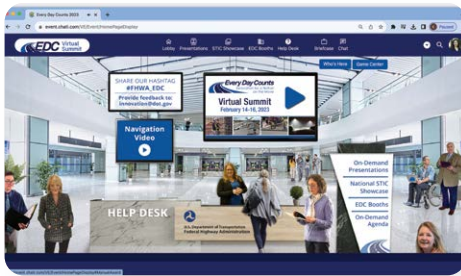 Every Day Counts 2023
event.chell.com/VE/Event/HomePageDisplay
Paused
EDC Virtual Summit
Lobby Presentations STIC Showcase EDC Booths Help Desk Briefcase Chat
Who's Here Game Center
SHARE OUR HASHTAG
#FHWA_EDC
Provide feedback to:
innovation@dot.gov
Every Day Counts
Virtual Summit
February 14-16, 2023
Navigation
Video
On-Demand
Presentations
National STIC
Showcase
EDC Booths
On-Demand
Agenda
HELP DESK
U.S. Department of Transportation
Federal Highway Administration